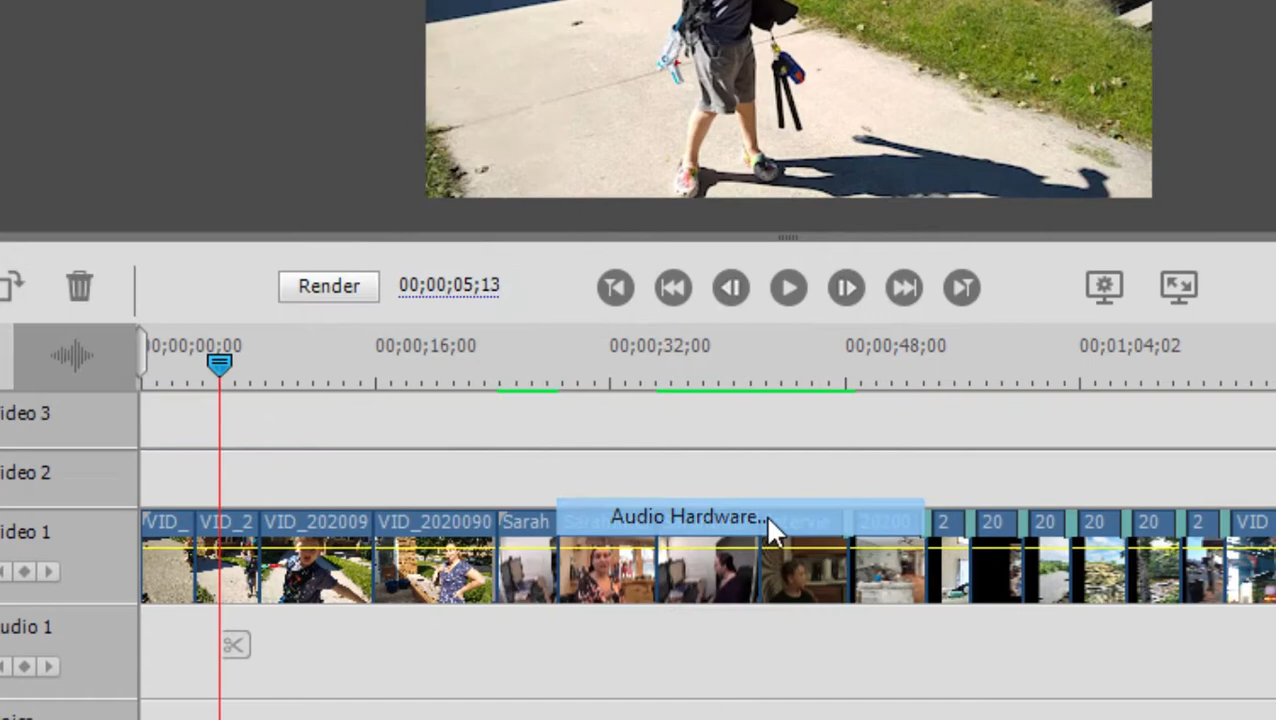 Render 00;00;05;13
00;00;00;00 00;00;16;00 00;00;32;00 00;00;48;00 00;01;04;02
ideo 3
ideo 2
Audio Hardware...
ideo 1 VID_ VID_2 VID_202009 VID_2020090 Sarah 2 20 20 20 20 2 VID
udio 1